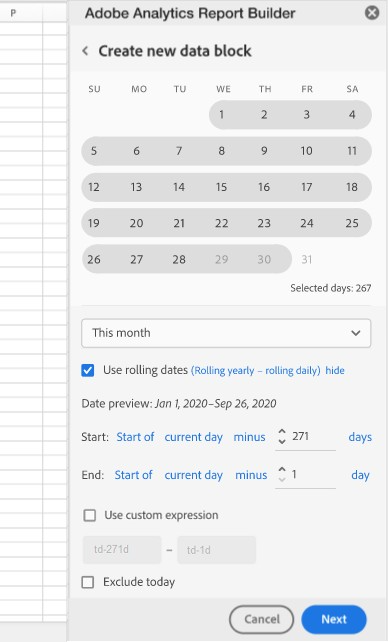 P
Adobe Analytics Report Builder
Create new data block
SU MO TU WE TH FR SA
1 2 3 4
5 6 7 8 9 10 11
12 13 14 15 16 17 18
19 20 21 22 23 24 25
26 27 28 29 30 31
Selected days: 267
This month
Use rolling dates (Rolling yearly – rolling daily) hide
Date preview: Jan 1, 2020–Sep 26, 2020
Start: Start of current day minus 271 days
End: Start of current day minus 1 day
Use custom expression
td-271d – td-1d
Exclude today
Cancel Next